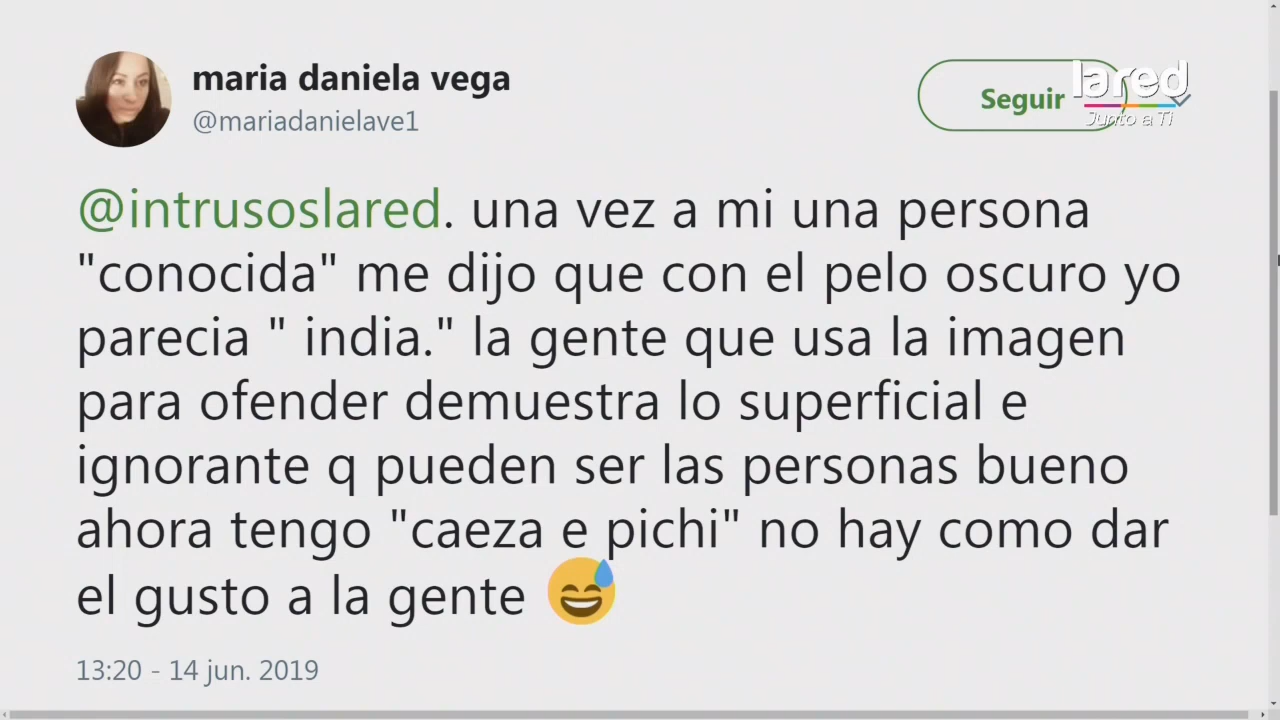 maria daniela vega
@mariadanielave1
Seguir
lared
Junto a Ti
@intrusoslared. una vez a mi una persona
"conocida" me dijo que con el pelo oscuro yo
parecia " india." la gente que usa la imagen
para ofender demuestra lo superficial e
ignorante q pueden ser las personas bueno
ahora tengo "caeza e pichi" no hay como dar
el gusto a la gente 😅
13:20 - 14 jun. 2019